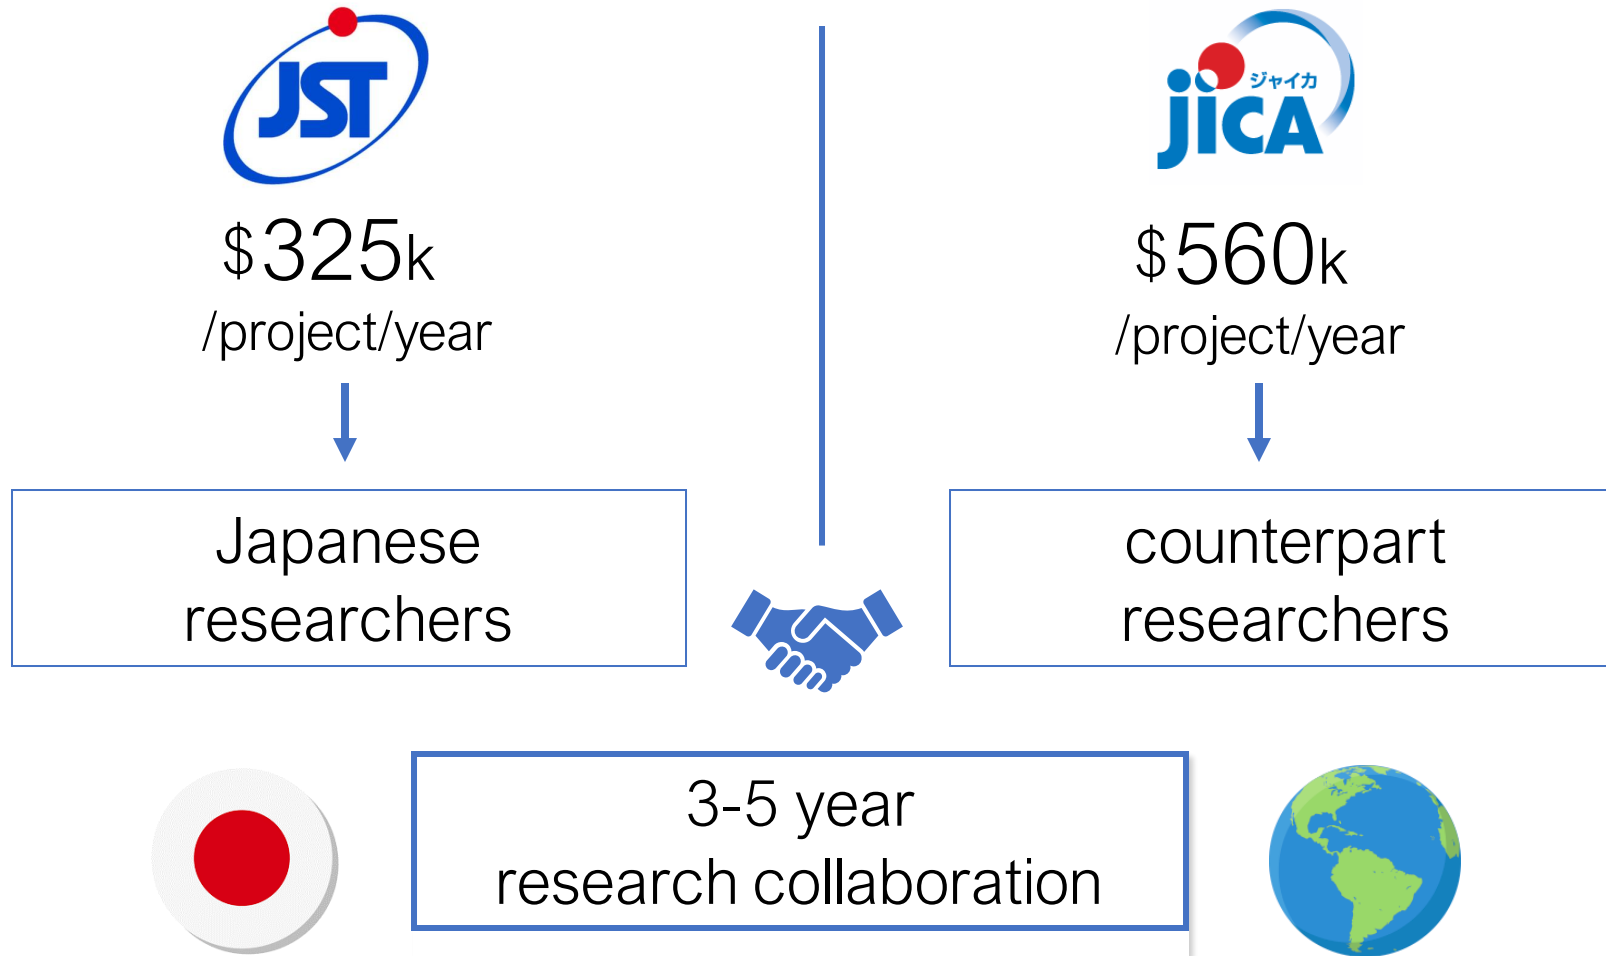 JST
$325k
/project/year
Japanese
researchers
ジャイカ
jICA
$560k
/project/year
counterpart
researchers
3-5 year
research collaboration